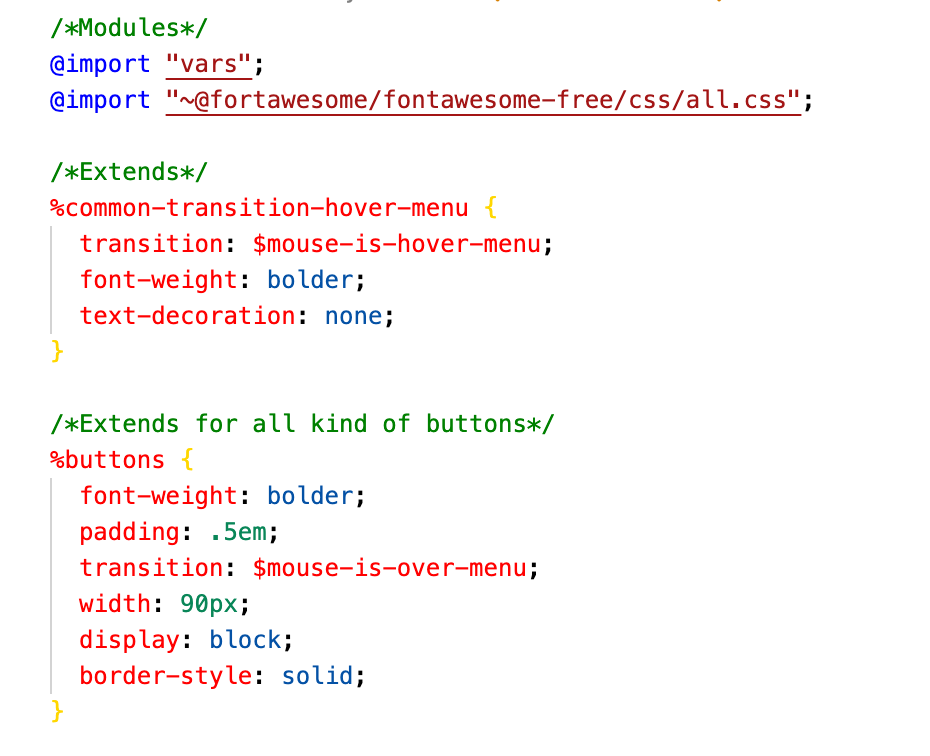 /*Modules*/
@import "vars";
@import "~@fortawesome/fontawesome-free/css/all.css";
/*Extends*/
%common-transition-hover-menu {
transition: $mouse-is-hover-menu;
font-weight: bolder;
text-decoration: none;
}
/*Extends for all kind of buttons*/
%buttons {
font-weight: bolder;
padding: .5em;
transition: $mouse-is-over-menu;
width: 90px;
display: block;
border-style: solid;
}